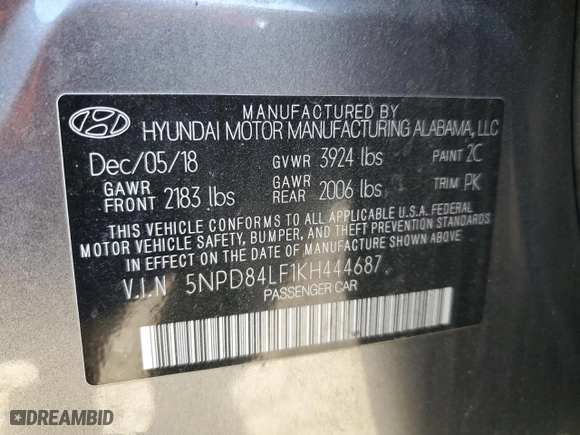 MANUFACTURED BY
HYUNDAI MOTOR MANUFACTURING ALABAMA, LLC
Dec/05/18 GVWR 3924 lbs PAINT 2C
GAWR FRONT 2183 lbs GAWR REAR 2006 lbs TRIM PK
THIS VEHICLE CONFORMS TO ALL APPLICABLE U.S.A. FEDERAL
MOTOR VEHICLE SAFETY, BUMPER, AND THEFT PREVENTION STANDARDS
IN EFFECT ON THE DATE OF MANUFACTURE SHOWN ABOVE.
V.I.N 5NPD84LF1KH444687
PASSENGER CAR
DREAMBID